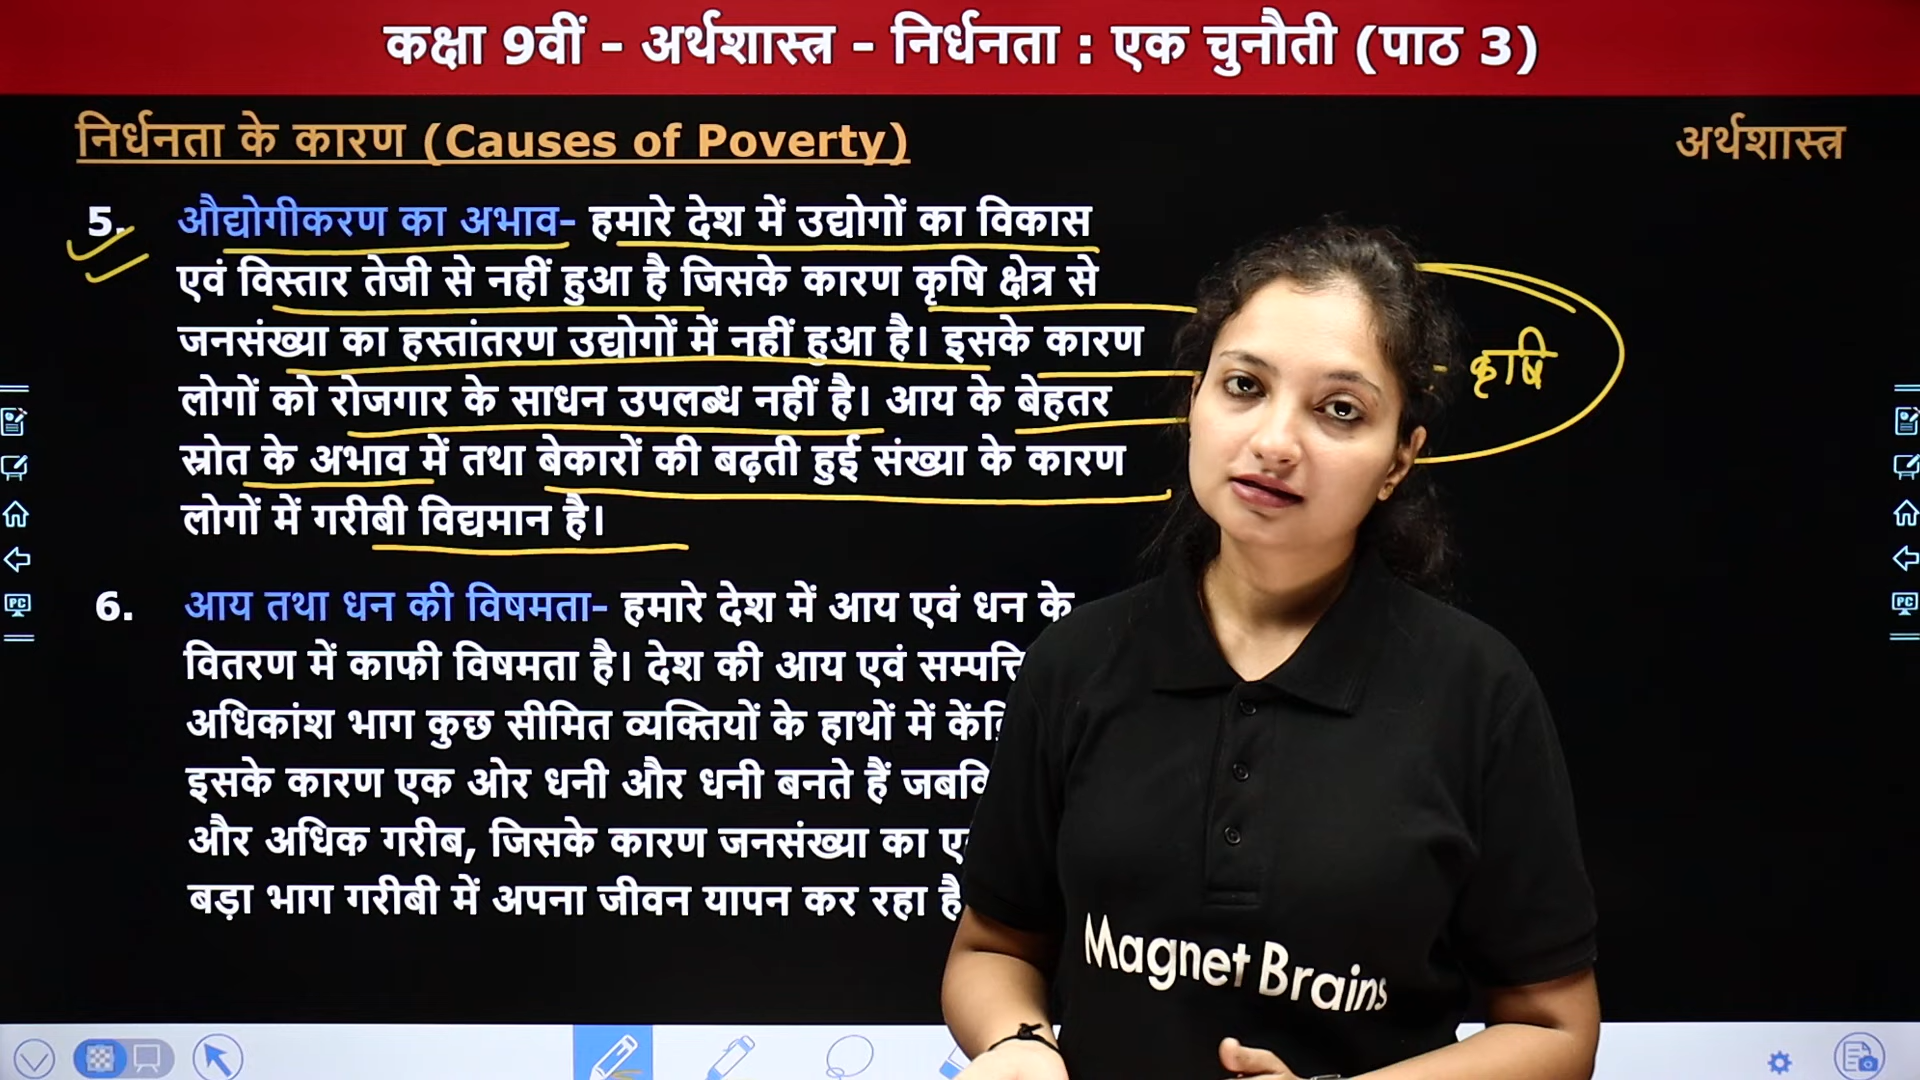 कक्षा 9वीं - अर्थशास्त्र - निर्धनता : एक चुनौती (पाठ 3)
निर्धनता के कारण (Causes of Poverty)
अर्थशास्त्र
5. औद्योगीकरण का अभाव- हमारे देश में उद्योगों का विकास
एवं विस्तार तेजी से नहीं हुआ है जिसके कारण कृषि क्षेत्र से
जनसंख्या का हस्तांतरण उद्योगों में नहीं हुआ है। इसके कारण
लोगों को रोजगार के साधन उपलब्ध नहीं है। आय के बेहतर
स्रोत के अभाव में तथा बेकारों की बढ़ती हुई संख्या के कारण
लोगों में गरीबी विद्यमान है।
कृषि
6. आय तथा धन की विषमता- हमारे देश में आय एवं धन के
वितरण में काफी विषमता है। देश की आय एवं सम्पत्ति
अधिकांश भाग कुछ सीमित व्यक्तियों के हाथों में
इसके कारण एक ओर धनी और धनी बनते हैं
और अधिक गरीब, जिसके कारण जनसंख्या का
बड़ा भाग गरीबी में अपना जीवन यापन कर रहा है
Magnet Brains
PC
PC